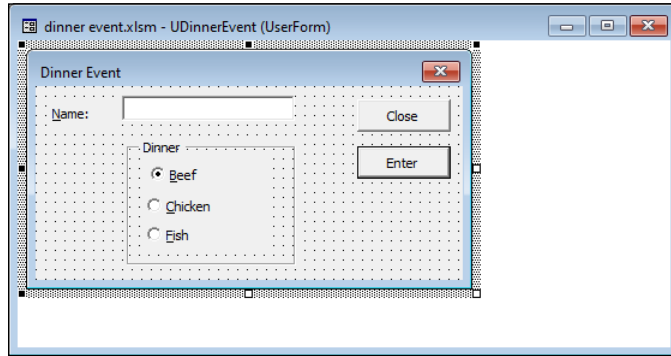 dinner event.xlsm - UDinnerEvent (UserForm)
Dinner Event
Name:
Close
Dinner
Enter
Beef
Chicken
Fish